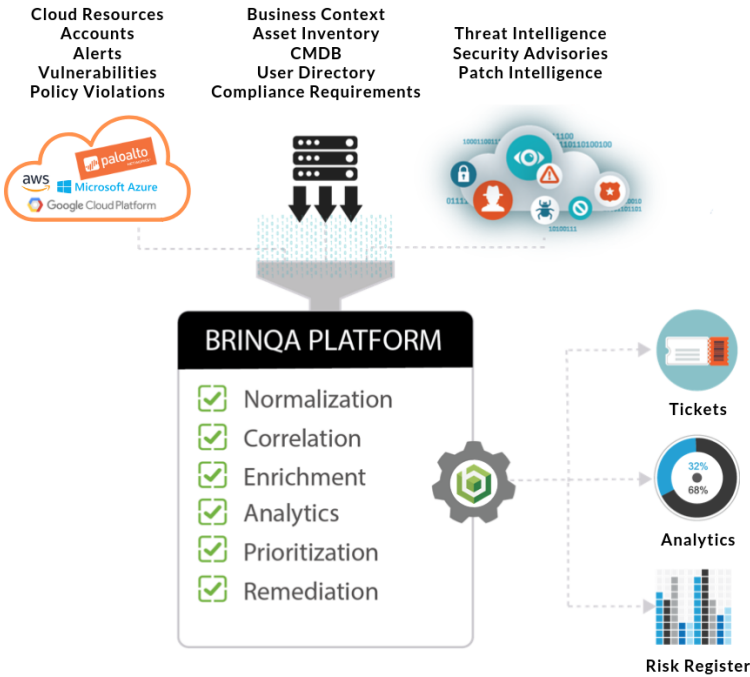 Cloud Resources
Accounts
Alerts
Vulnerabilities
Policy Violations
Business Context
Asset Inventory
CMDB
User Directory
Compliance Requirements
Threat Intelligence
Security Advisories
Patch Intelligence
paloalto
aws
Microsoft Azure
Google Cloud Platform
10100111
BRINQA PLATFORM
Normalization
Correlation
Enrichment
Analytics
Prioritization
Remediation
Tickets
32%
68%
Analytics
Risk Register